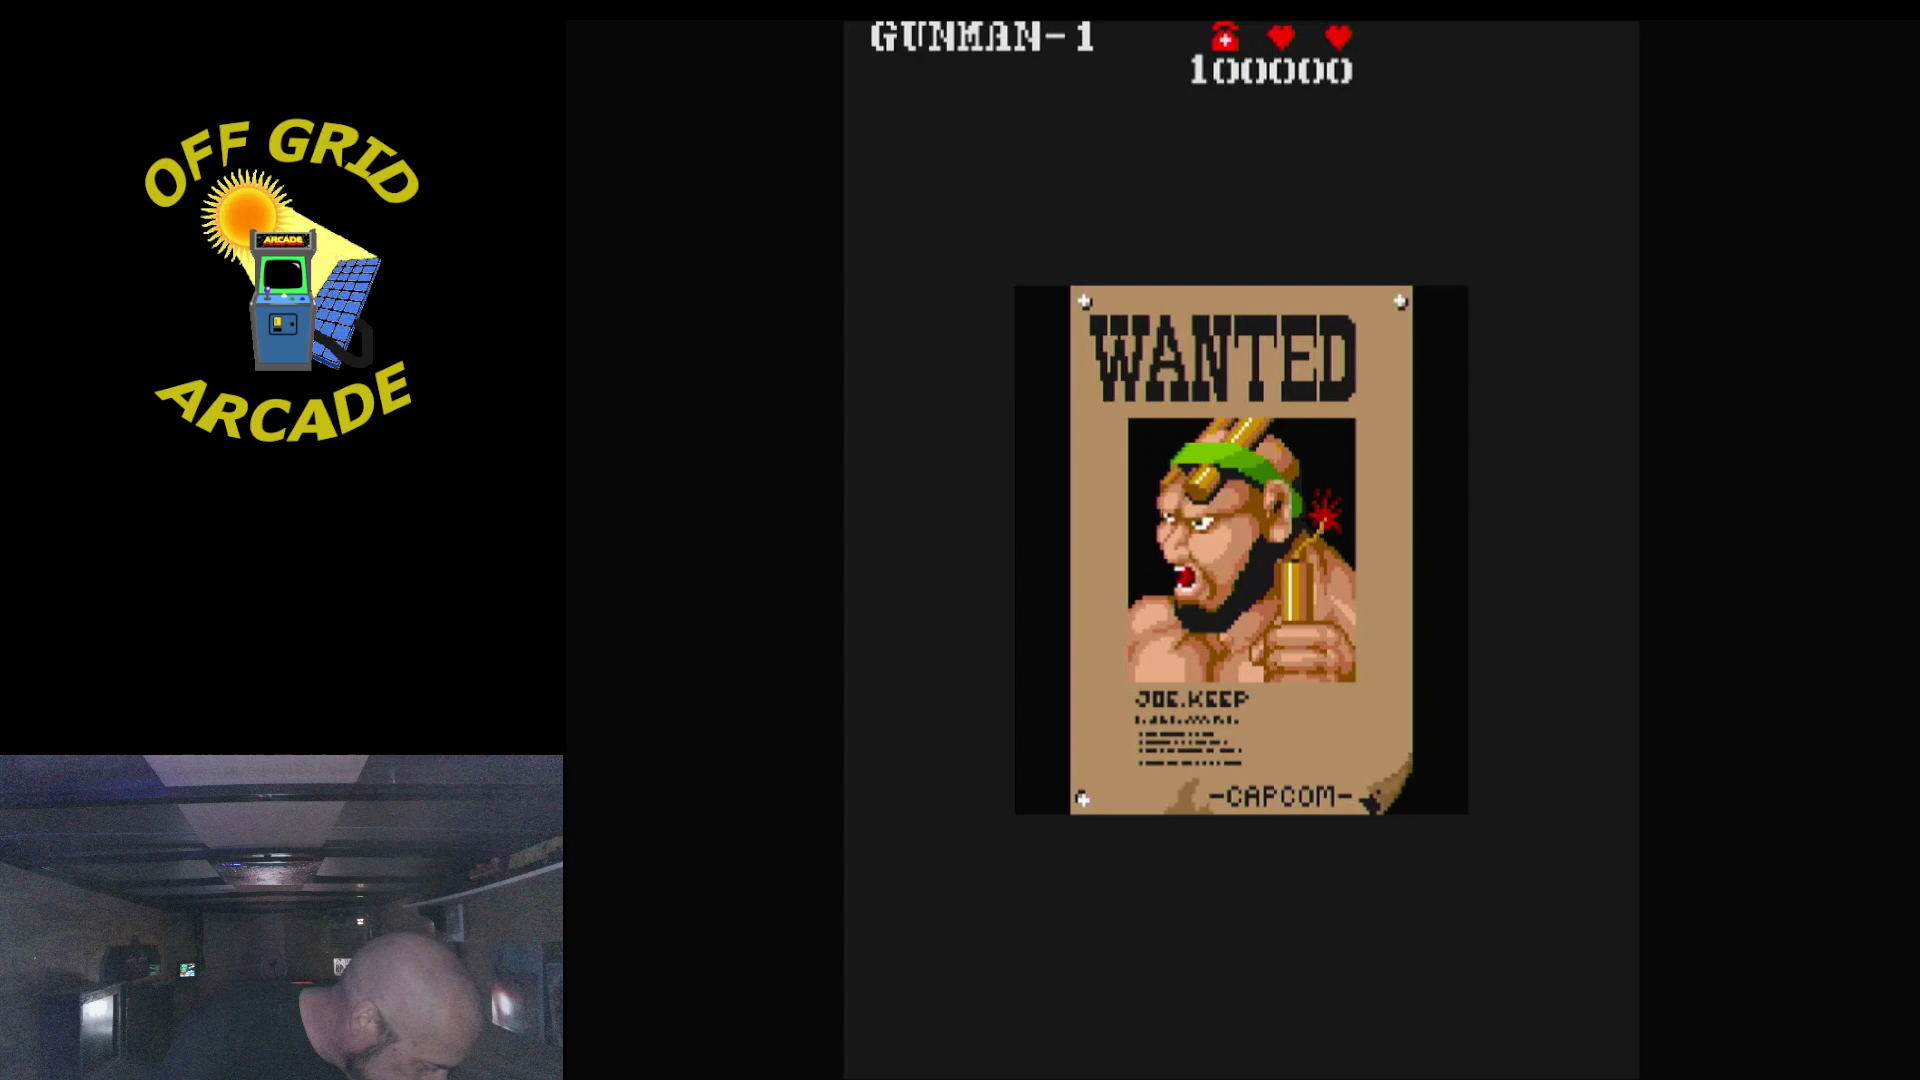 OFF GRID
ARCADE
ARCADE
GUNMAN-1
100000
WANTED
JOE.KEEP
-CAPCOM-